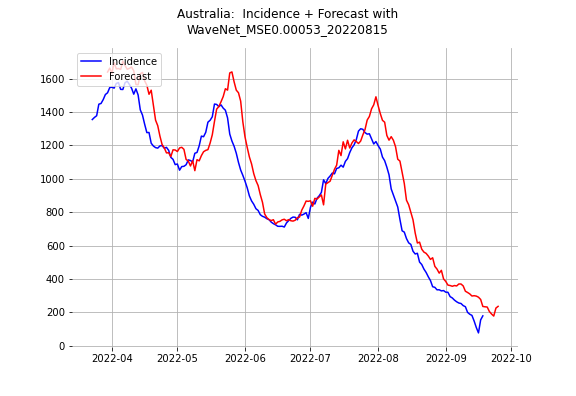 Australia:  Incidence + Forecast with
WaveNet_MSE0.00053_20220815
Incidence
Forecast
1600
1400
1200
1000
800
600
400
200
0
2022-04 2022-05 2022-06 2022-07 2022-08 2022-09 2022-10